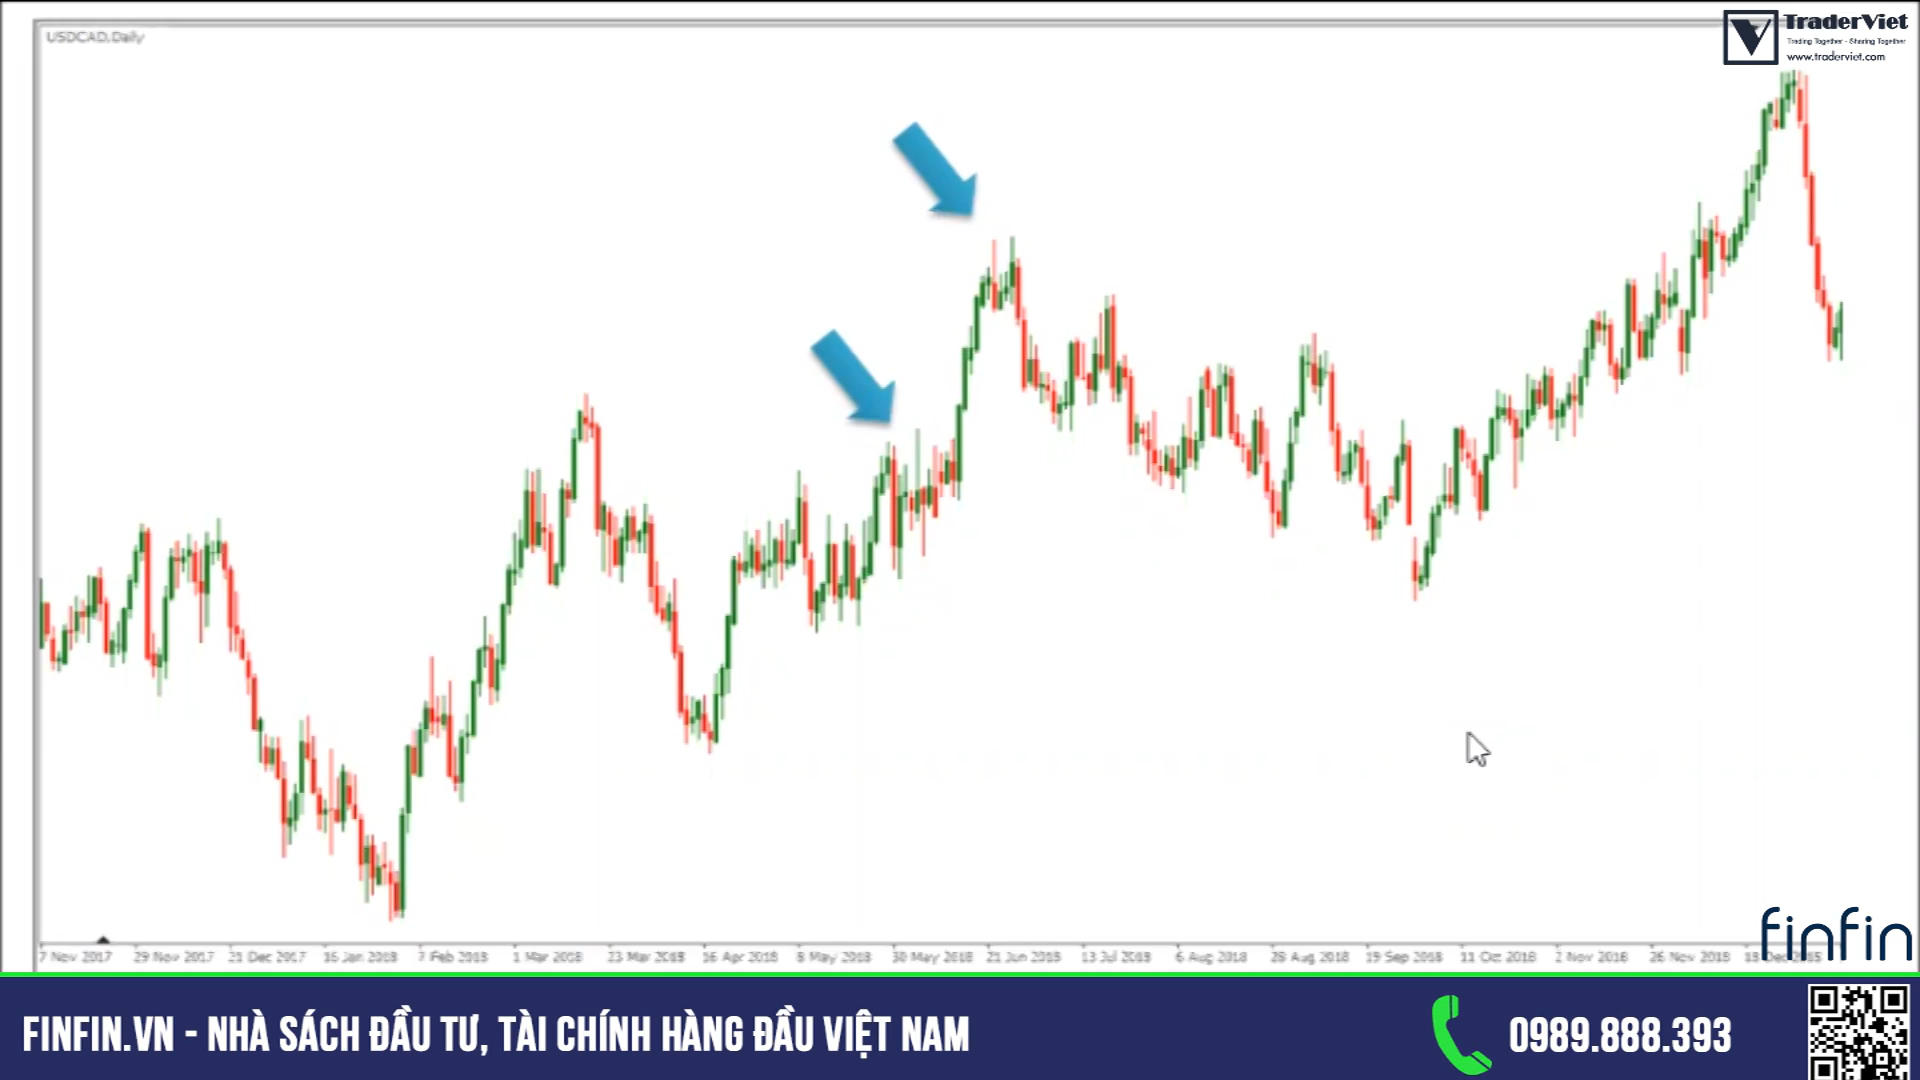 USDCAD,Daily
TraderViet
Trading Together - Sharing Together
www.traderviet.com
7 Nov 2017 29 Nov 2017 21 Dec 2017 16 Jan 2018 7 Feb 2018 1 Mar 2018 23 Mar 2018 16 Apr 2018 8 May 2018 30 May 2018 21 Jun 2018 13 Jul 2018 6 Aug 2018 28 Aug 2018 19 Sep 2018 11 Oct 2018 2 Nov 2018 26 Nov 2018 18 Dec 2018
finfin
FINFIN.VN - NHÀ SÁCH ĐẦU TƯ, TÀI CHÍNH HÀNG ĐẦU VIỆT NAM
0989.888.393